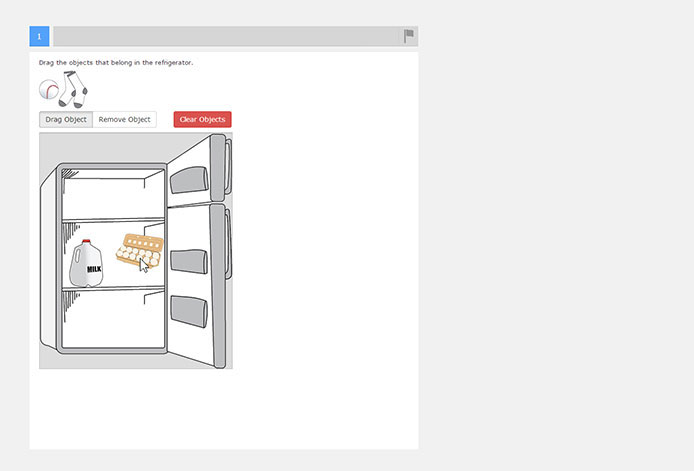 1
Drag the objects that belong in the refrigerator.
Drag Object Remove Object Clear Objects
MILK